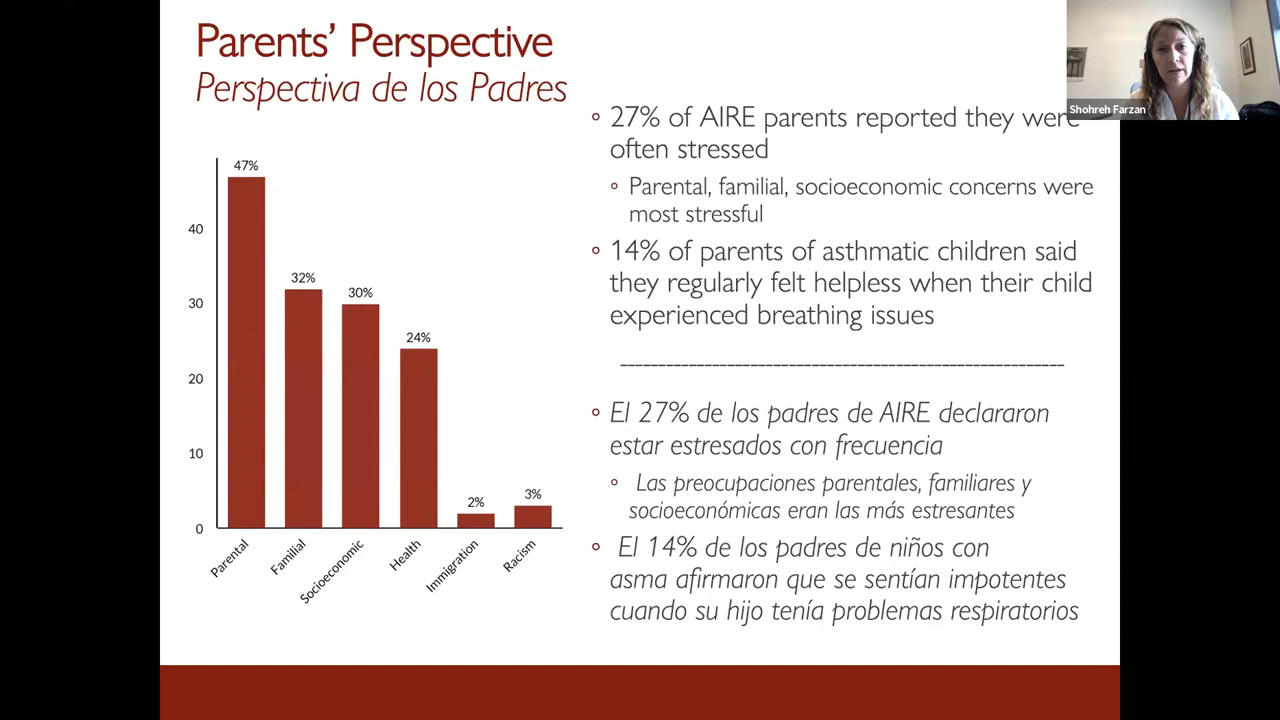 Parents’ Perspective
Perspectiva de los Padres
Shohreh Farzan
47%
32%
30%
24%
2%
3%
40
30
20
10
0
Parental
Familial
Socioeconomic
Health
Immigration
Racism
◦ 27% of AIRE parents reported they were
often stressed
◦ Parental, familial, socioeconomic concerns were
most stressful
◦ 14% of parents of asthmatic children said
they regularly felt helpless when their child
experienced breathing issues
◦ El 27% de los padres de AIRE declararon
estar estresados con frecuencia
◦ Las preocupaciones parentales, familiares y
socioeconómicas eran las más estresantes
◦ El 14% de los padres de niños con
asma afirmaron que se sentían impotentes
cuando su hijo tenía problemas respiratorios